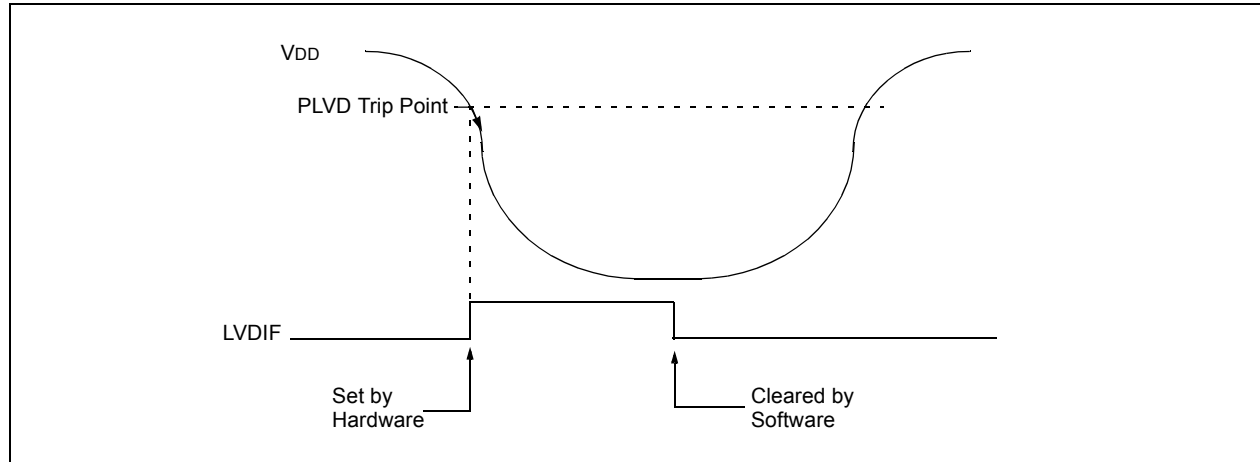 VDD
PLVD Trip Point
LVDIF
Set by
Hardware
Cleared by
Software